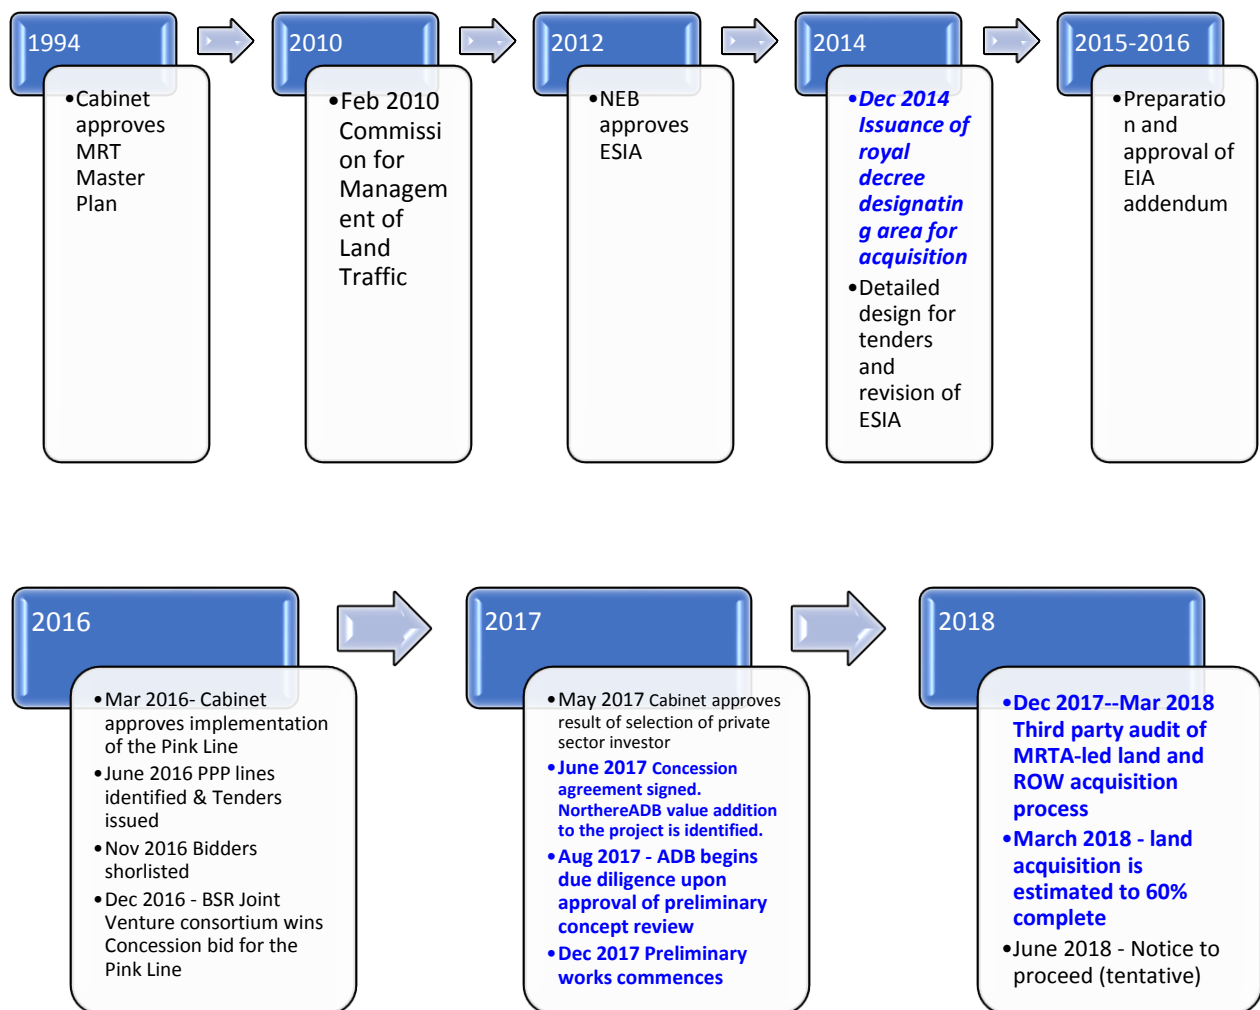 1994
•Cabinet
approves
MRT
Master
Plan
2010
•Feb 2010
Commissi
on for
Managem
ent of
Land
Traffic
2012
•NEB
approves
ESIA
2014
•Dec 2014
Issuance of
royal
decree
designatin
g area for
acquisition
•Detailed
design for
tenders
and
revision of
ESIA
2015-2016
•Preparatio
n and
approval of
EIA
addendum
2016
•Mar 2016- Cabinet
approves implementation
of the Pink Line
•June 2016 PPP lines
identified & Tenders
issued
•Nov 2016 Bidders
shorlisted
•Dec 2016 - BSR Joint
Venture consortium wins
Concession bid for the
Pink Line
2017
•May 2017 Cabinet approves
result of selection of private
sector investor
•June 2017 Concession
agreement signed.
NorthereADB value addition
to the project is identified.
•Aug 2017 - ADB begins
due diligence upon
approval of preliminary
concept review
•Dec 2017 Preliminary
works commences
2018
•Dec 2017--Mar 2018
Third party audit of
MRTA-led land and
ROW acquisition
process
•March 2018 - land
acquisition is
estimated to 60%
complete
•June 2018 - Notice to
proceed (tentative)